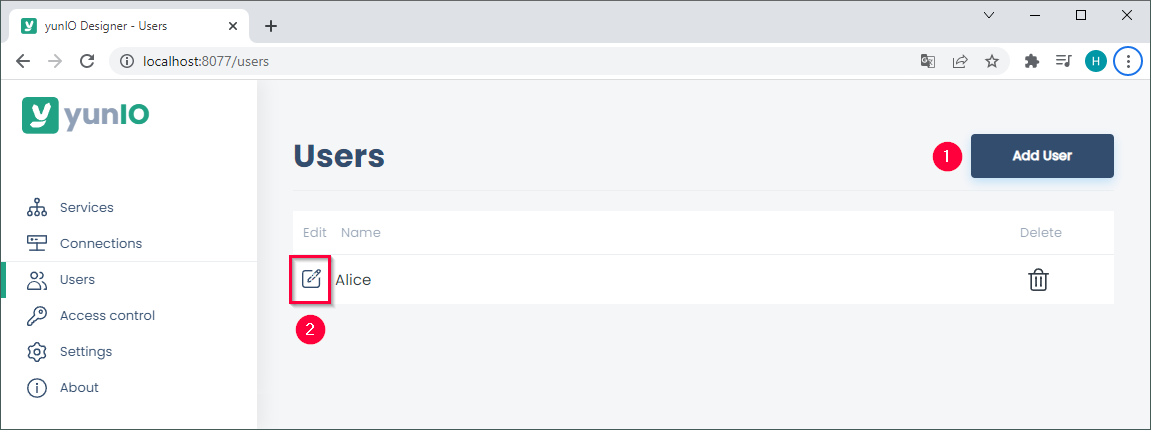 yunIO Designer - Users
localhost:8077/users
H
yunIO
Users
1
Add User
Services
Connections
Users
Access control
Settings
About
Edit Name Delete
Alice
2